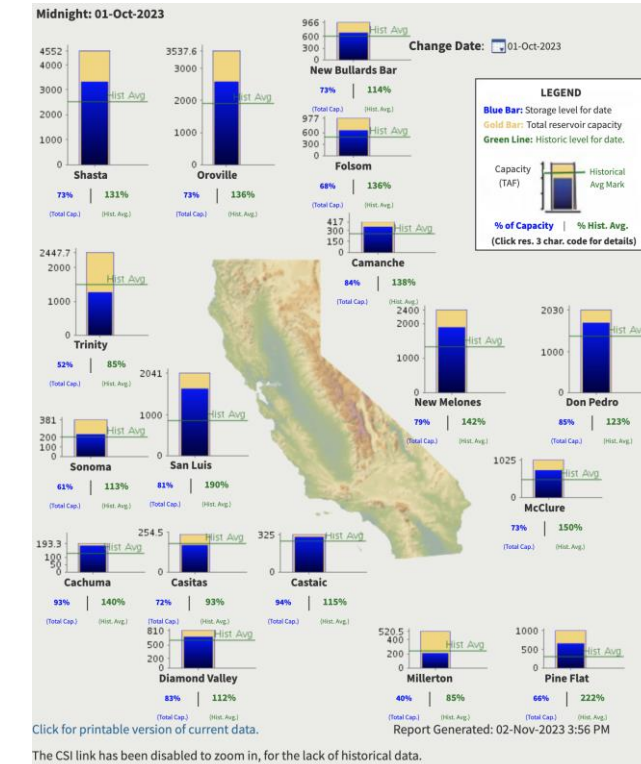 Midnight: 01-Oct-2023
Change Date: 01-Oct-2023
4552
4000
3000
2000
1000
0
Hist Avg
Shasta
73% | 131%
(Total Cap.) (Hist. Avg.)
3537.6
3000
2000
1000
0
Hist Avg
Oroville
73% | 136%
(Total Cap.) (Hist. Avg.)
966
600
300
0
Hist Avg
New Bullards Bar
73% | 114%
(Total Cap.) (Hist. Avg.)
977
600
300
0
Hist Avg
Folsom
68% | 136%
(Total Cap.) (Hist. Avg.)
LEGEND
Blue Bar: Storage level for date
Gold Bar: Total reservoir capacity
Green Line: Historic level for date.
Capacity
(TAF)
Historical
Avg Mark
% of Capacity | % Hist. Avg.
(Click res. 3 char. code for details)
417
300
150
0
Hist Avg
Camanche
84% | 138%
(Total Cap.) (Hist. Avg.)
2447.7
2000
1000
0
Hist Avg
Trinity
52% | 85%
(Total Cap.) (Hist. Avg.)
2400
2000
1000
0
Hist Avg
New Melones
79% | 142%
(Total Cap.) (Hist. Avg.)
2030
1000
0
Hist Av
Don Pedro
85% | 123%
(Total Cap.) (Hist. Avg.)
381
200
100
0
Hist Avg
Sonoma
61% | 113%
(Total Cap.) (Hist. Avg.)
2041
1000
0
Hist Avg
San Luis
81% | 190%
(Total Cap.) (Hist. Avg.)
1025
0
Hist Avg
McClure
73% | 150%
(Total Cap.) (Hist. Avg.)
193.3
100
50
0
Hist Avg
Cachuma
93% | 140%
(Total Cap.) (Hist. Avg.)
254.5
0
Hist Avg
Casitas
72% | 93%
(Total Cap.) (Hist. Avg.)
325
0
Hist Avg
Castaic
94% | 115%
(Total Cap.) (Hist. Avg.)
810
500
200
0
Hist Avg
Diamond Valley
83% | 112%
(Total Cap.) (Hist. Avg.)
520.5
400
200
0
Hist Avg
Millerton
40% | 85%
(Total Cap.) (Hist. Avg.)
1000
500
0
Hist Avg
Pine Flat
66% | 222%
(Total Cap.) (Hist. Avg.)
Click for printable version of current data.
Report Generated: 02-Nov-2023 3:56 PM
The CSI link has been disabled to zoom in, for the lack of historical data.